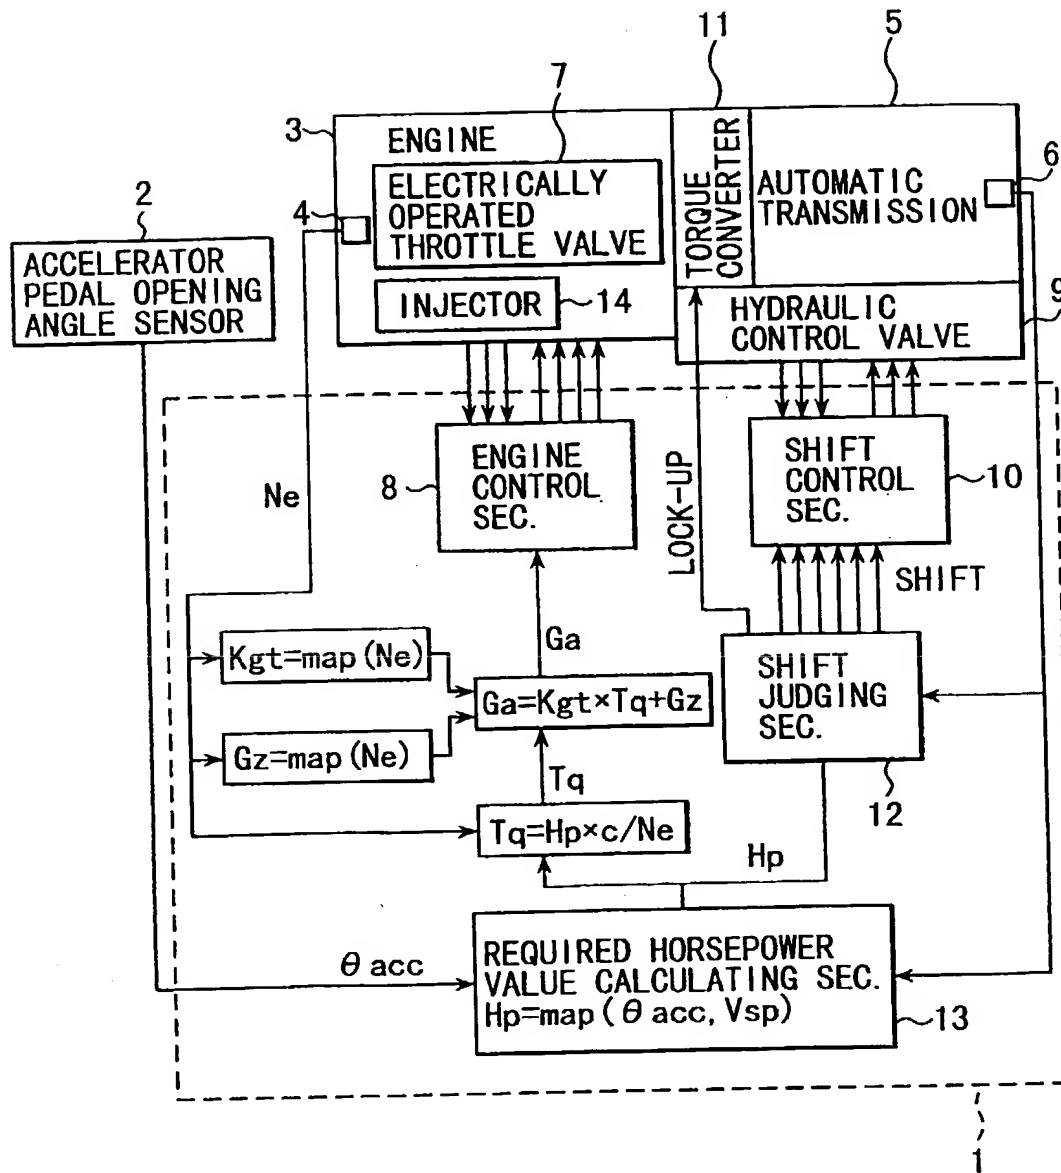 11
5
7
3
ENGINE
ELECTRICALLY
OPERATED
THROTTLE VALVE
TORQUE
CONVERTER
AUTOMATIC
TRANSMISSION
6
2
4
ACCELERATOR
PEDAL OPENING
ANGLE SENSOR
INJECTOR
14
HYDRAULIC
CONTROL VALVE
9
Ne
8
ENGINE
CONTROL
SEC.
LOCK-UP
SHIFT
CONTROL
SEC.
10
SHIFT
Ga
Kgt=map(Ne)
Ga=Kgt×Tq+Gz
Gz=map(Ne)
SHIFT
JUDGING
SEC.
12
Tq
Tq=Hp×c/Ne
Hp
θacc
REQUIRED HORSEPOWER
VALUE CALCULATING SEC.
Hp=map(θacc,Vsp)
13
1